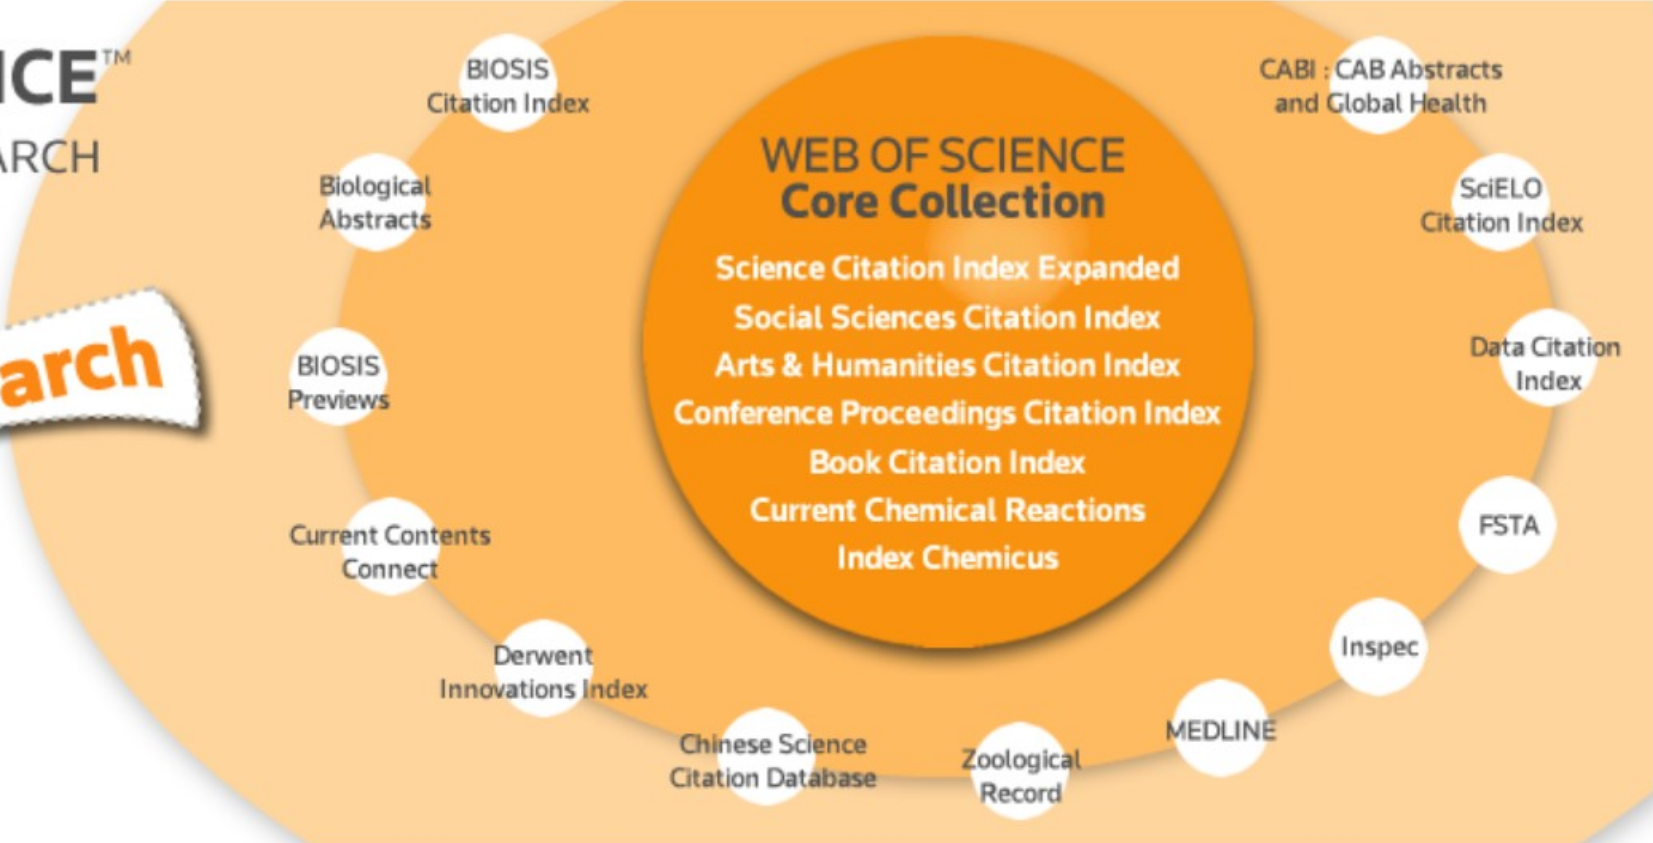 ICE™
ARCH
arch
BIOSIS
Citation Index
Biological
Abstracts
BIOSIS
Previews
Current Contents
Connect
Derwent
Innovations Index
Chinese Science
Citation Database
Zoological
Record
MEDLINE
Inspec
FSTA
Data Citation
Index
SciELO
Citation Index
CABI : CAB Abstracts
and Global Health
WEB OF SCIENCE
Core Collection
Science Citation Index Expanded
Social Sciences Citation Index
Arts & Humanities Citation Index
Conference Proceedings Citation Index
Book Citation Index
Current Chemical Reactions
Index Chemicus